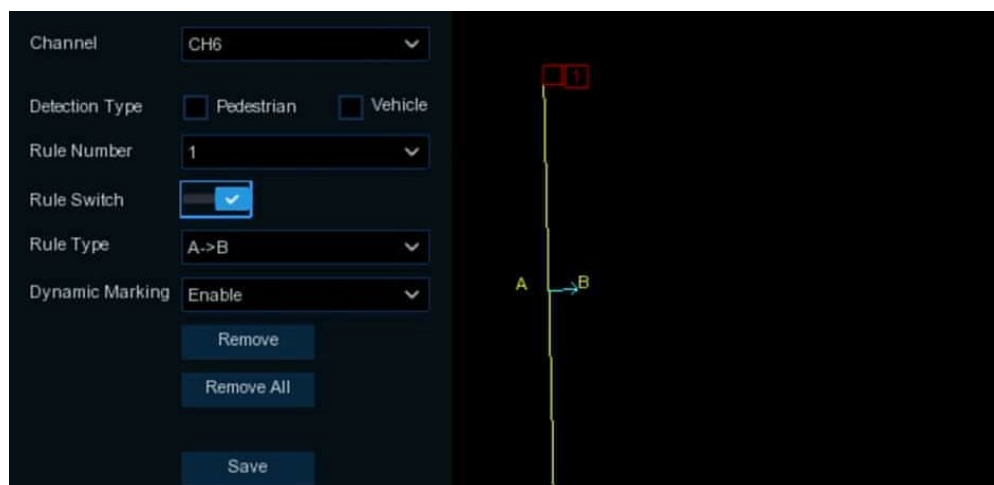 Channel CH6
1
Detection Type Pedestrian Vehicle
Rule Number 1
Rule Switch
Rule Type A->B
A B
Dynamic Marking Enable
Remove
Remove All
Save